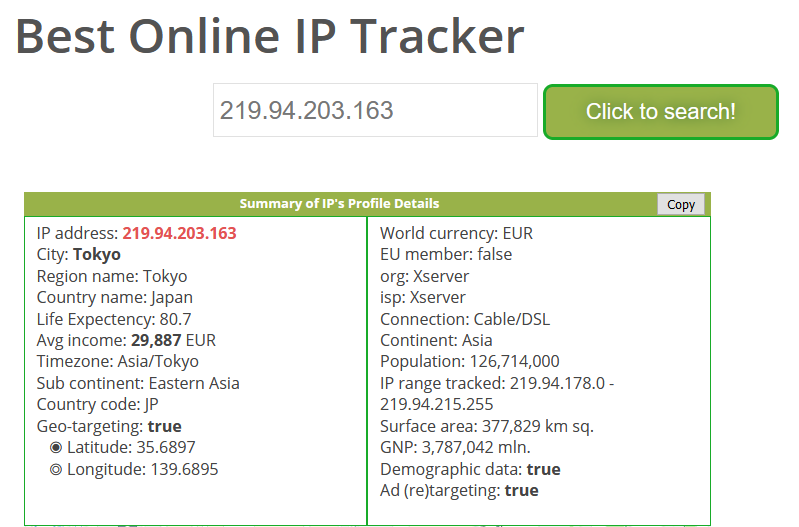 Best Online IP Tracker
219.94.203.163
Click to search!
Summary of IP's Profile Details
Copy
IP address: 219.94.203.163
City: Tokyo
Region name: Tokyo
Country name: Japan
Life Expectency: 80.7
Avg income: 29,887 EUR
Timezone: Asia/Tokyo
Sub continent: Eastern Asia
Country code: JP
Geo-targeting: true
Latitude: 35.6897
Longitude: 139.6895
World currency: EUR
EU member: false
org: Xserver
isp: Xserver
Connection: Cable/DSL
Continent: Asia
Population: 126,714,000
IP range tracked: 219.94.178.0 -
219.94.215.255
Surface area: 377,829 km sq.
GNP: 3,787,042 mln.
Demographic data: true
Ad (re)targeting: true